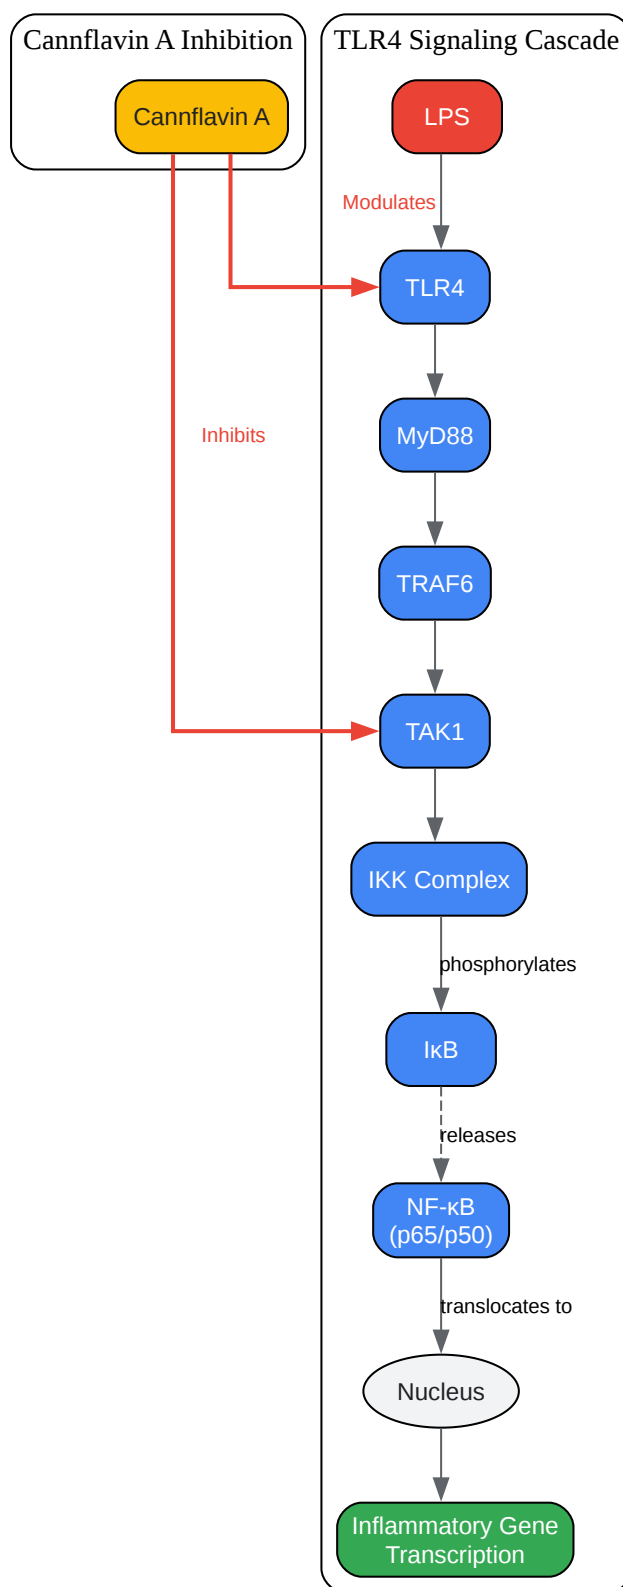 Cannflavin A Inhibition
TLR4 Signaling Cascade
Cannflavin A
LPS
Modulates
TLR4
MyD88
Inhibits
TRAF6
TAK1
IKK Complex
phosphorylates
IκB
releases
NF-κB
(p65/p50)
translocates to
Nucleus
Inflammatory Gene
Transcription